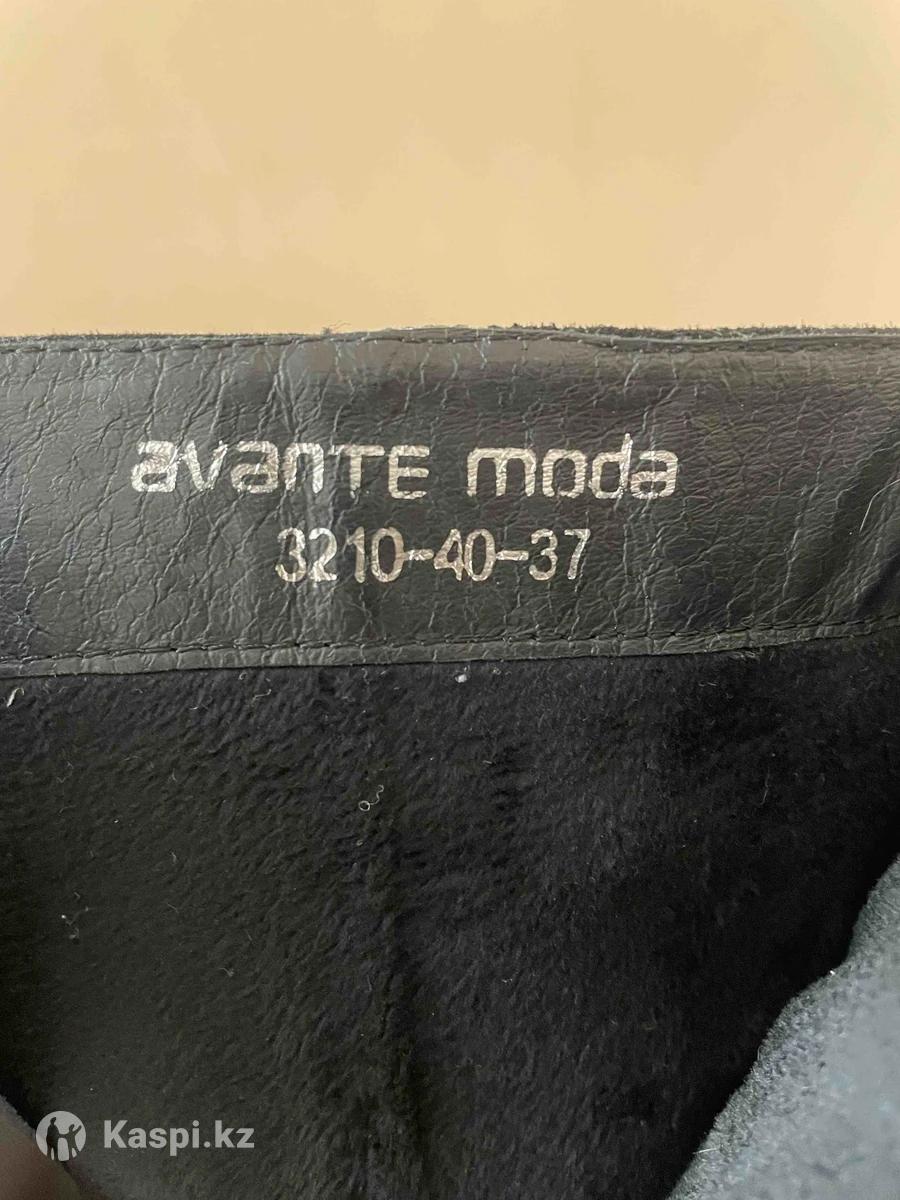 avante moda
3210-40-37
Kaspi.kz